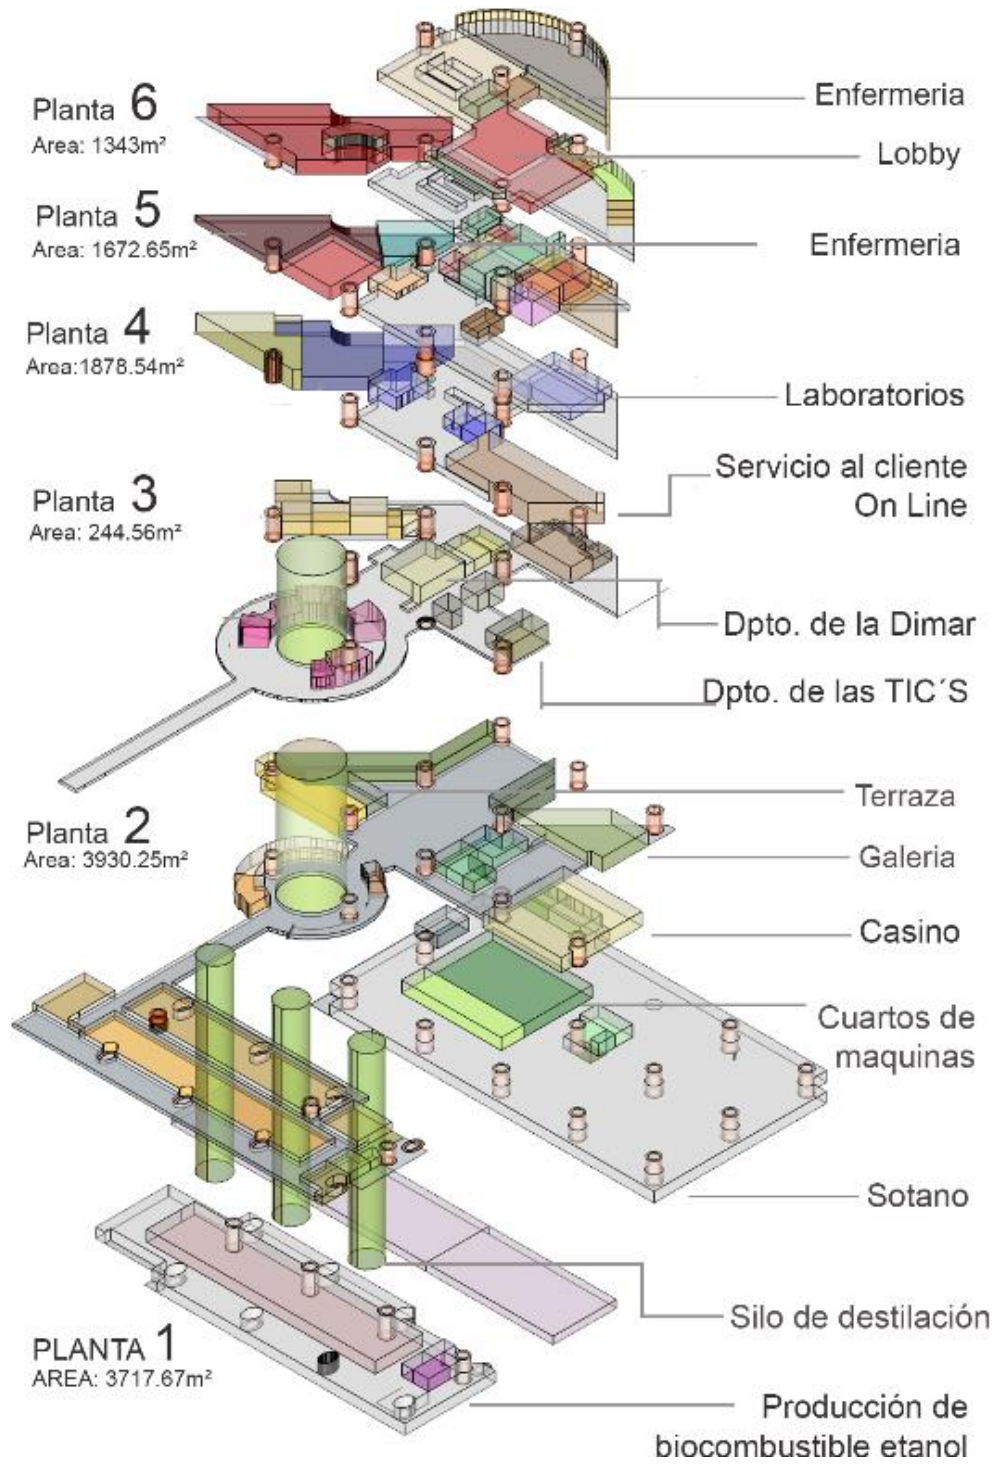 Enfermeria
Planta 6
Area: 1343m²
Lobby
Planta 5
Area: 1672.65m²
Enfermeria
Planta 4
Area:1878.54m²
Laboratorios
Servicio al cliente
On Line
Planta 3
Area: 244.56m²
Dpto. de la Dimar
Dpto. de las TIC´S
Terraza
Planta 2
Area: 3930.25m²
Galeria
Casino
Cuartos de
maquinas
Sotano
Silo de destilación
PLANTA 1
AREA: 3717.67m²
Producción de
biocombustible etanol